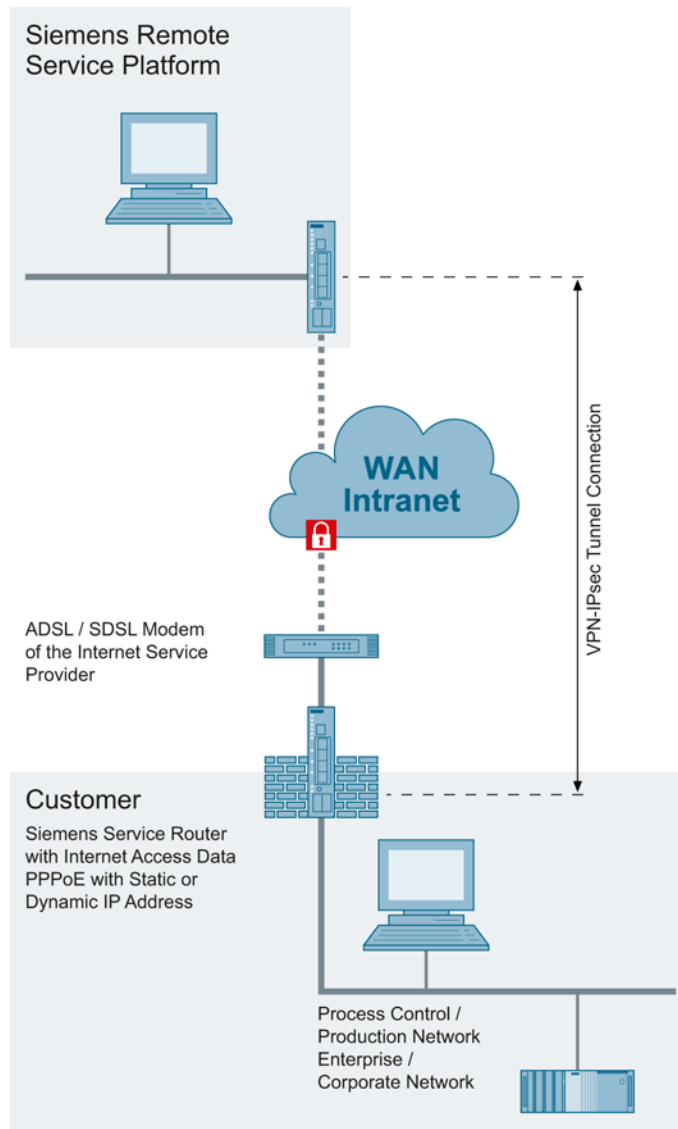 Siemens Remote
Service Platform
WAN
Intranet
VPN-IPsec Tunnel Connection
ADSL / SDSL Modem
of the Internet Service
Provider
Customer
Siemens Service Router
with Internet Access Data
PPPoE with Static or
Dynamic IP Address
Process Control /
Production Network
Enterprise /
Corporate Network